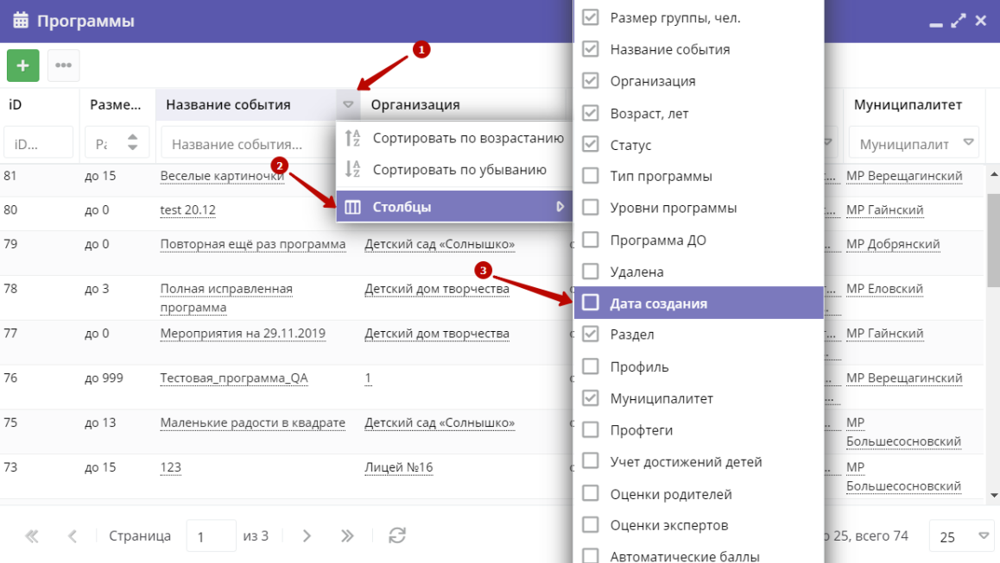 Программы
iD
Разме...
Название события
Организация
Муниципалитет
iD...
Ра
Название события...
Муниципалит
1
2
3
Сортировать по возрастанию
Сортировать по убыванию
Столбцы
Размер группы, чел.
Название события
Организация
Возраст, лет
Статус
Тип программы
Уровни программы
Программа ДО
Удалена
Дата создания
Раздел
Профиль
Муниципалитет
Профтеги
Учет достижений детей
Оценки родителей
Оценки экспертов
Автоматические баллы
81 до 15 Веселые картиночки МР Верещагинский
80 до 0 test 20.12 МР Гайнский
79 до 0 Повторная ещё раз программа Детский сад «Солнышко» МР Добрянский
78 до 3 Полная исправленная Детский дом творчества МР Еловский
программа
77 до 0 Мероприятия на 29.11.2019 Детский дом творчества МР Гайнский
76 до 999 Тестовая_программа_QA 1 МР Верещагинский
75 до 13 Маленькие радости в квадрате Детский сад «Солнышко» МР
Большесосновский
73 до 15 123 Лицей №16 МР
Большесосновский
Страница 1 из 3
25, всего 74 25